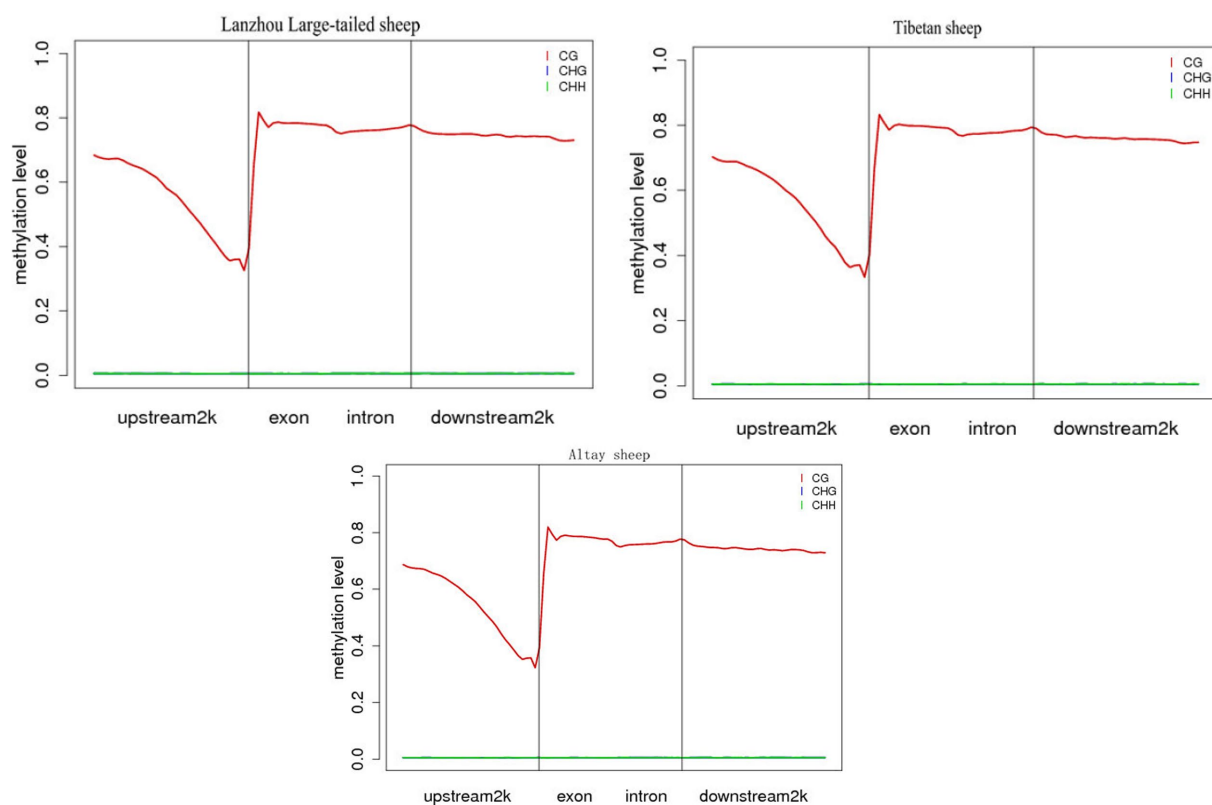 Lanzhou Large-tailed sheep
1.0
0.8
0.6
0.4
0.2
0.0
methylation level
CG
CHG
CHH
upstream2k exon intron downstream2k
Tibetan sheep
1.0
0.8
0.6
0.4
0.2
0.0
methylation level
CG
CHG
CHH
upstream2k exon intron downstream2k
Altay sheep
1.0
0.8
0.6
0.4
0.2
0.0
methylation level
CG
CHG
CHH
upstream2k exon intron downstream2k